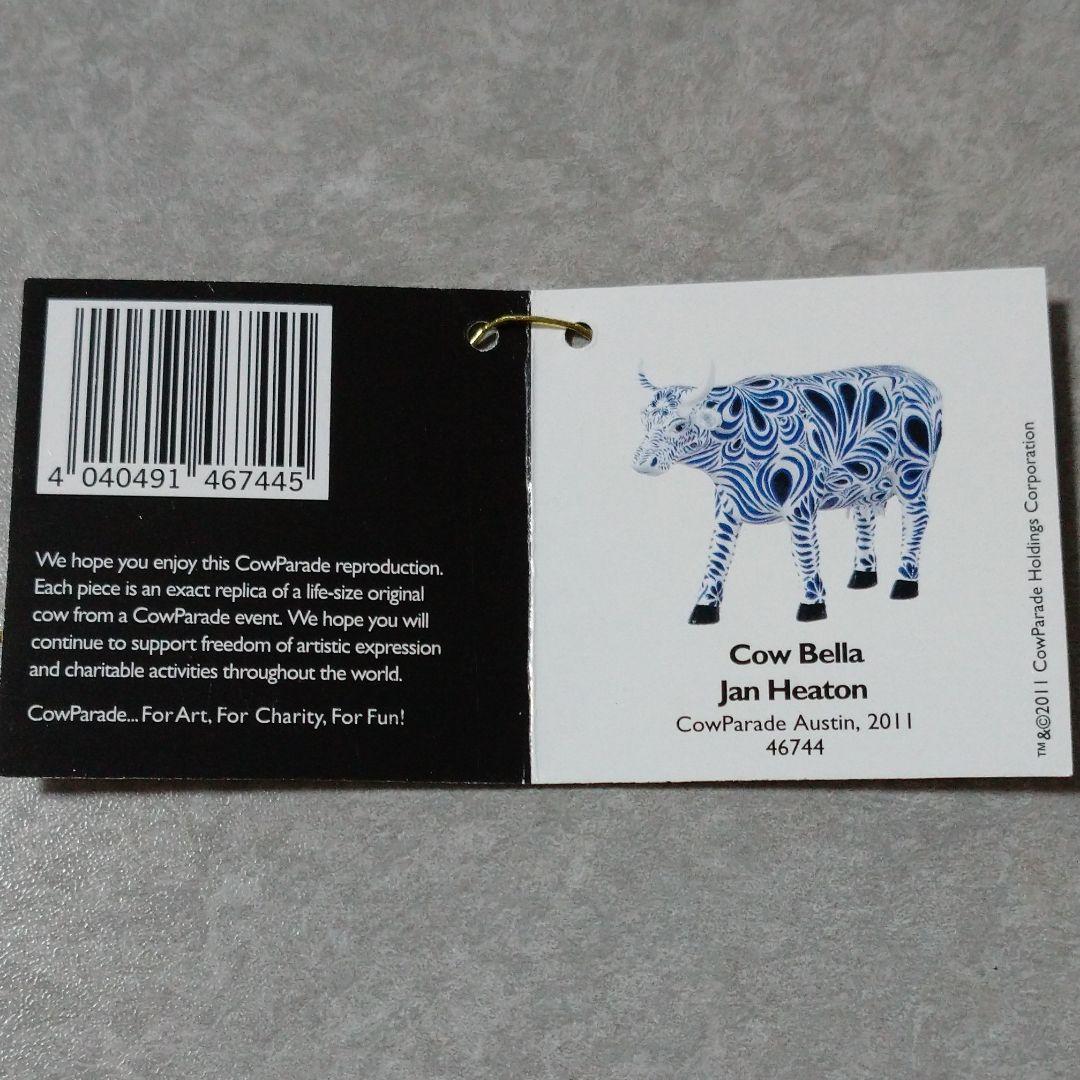 4 040491 467445
We hope you enjoy this CowParade reproduction.
Each piece is an exact replica of a life-size original
cow from a CowParade event. We hope you will
continue to support freedom of artistic expression
and charitable activities throughout the world.
CowParade... For Art, For Charity, For Fun!
Cow Bella
Jan Heaton
CowParade Austin, 2011
46744
TM &©2011 CowParade Holdings Corporation